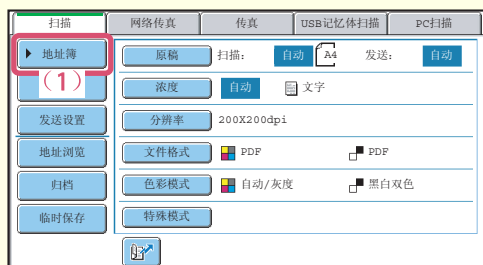 扫描 网络传真 传真 USB记忆体扫描 PC扫描
地址簿 原稿 扫描: 自动 A4 发送: 自动
(1) 浓度 自动 文字
发送设置 分辨率 200X200dpi
地址浏览 文件格式 PDF PDF
归档 色彩模式 自动/灰度 黑白双色
临时保存 特殊模式